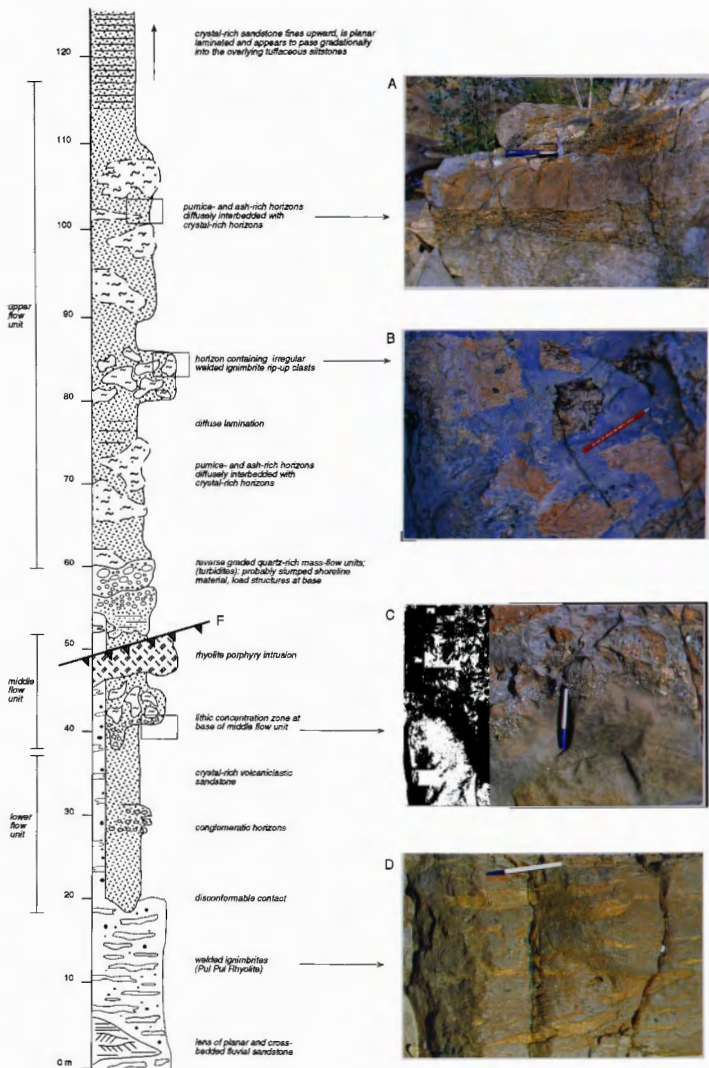 120
crystal-rich sandstone fines upward, is planar
laminated and appears to pass gradationally
into the overlying tuffaceous siltstones
A
110
100
pumice- and ash-rich horizons
diffusely interbedded with
crystal-rich horizons
upper
flow
unit
90
B
horizon containing irregular
welded ignimbrite rip-up clasts
80
diffuse lamination
70
pumice- and ash-rich horizons
diffusely interbedded with
crystal-rich horizons
60
reverse graded quartz-rich mass-flow units;
(turbidites): probably slumped shoreline
material, load structures at base
F
C
50
rhyolite porphyry intrusion
middle
flow
unit
40
lithic concentration zone at
base of middle flow unit
crystal-rich volcaniclastic
sandstone
lower
flow
unit
30
conglomeratic horizons
D
20
disconformable contact
welded ignimbrites
(Pul Pul Rhyolite)
10
lens of planar and cross-
bedded fluvial sandstone
0 m